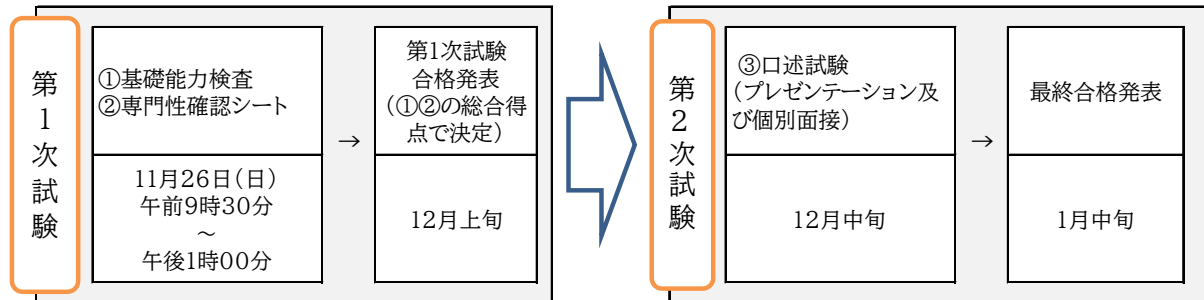 第1次試験
①基礎能力検査
②専門性確認シート
11月26日(日)
午前9時30分
～
午後1時00分
→
第1次試験
合格発表
(①②の総合得
点で決定)
12月上旬
第2次試験
③口述試験
(プレゼンテーション及
び個別面接)
12月中旬
→
最終合格発表
1月中旬